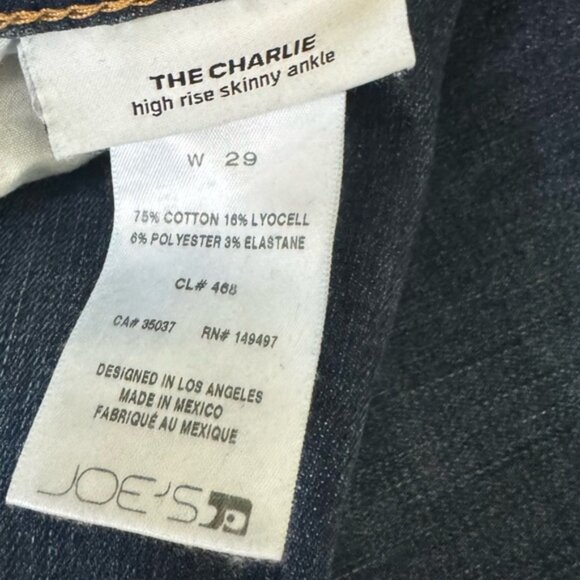 THE CHARLIE
high rise skinny ankle
W 29
75% COTTON 16% LYOCELL
6% POLYESTER 3% ELASTANE
CL# 468
CA# 35037 RN# 149497
DESIGNED IN LOS ANGELES
MADE IN MEXICO
FABRIQUÉ AU MEXIQUE
JOE'S